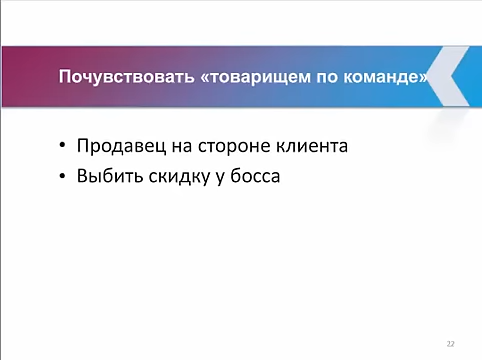 Почувствовать «товарищем по команде»
• Продавец на стороне клиента
• Выбить скидку у босса
22